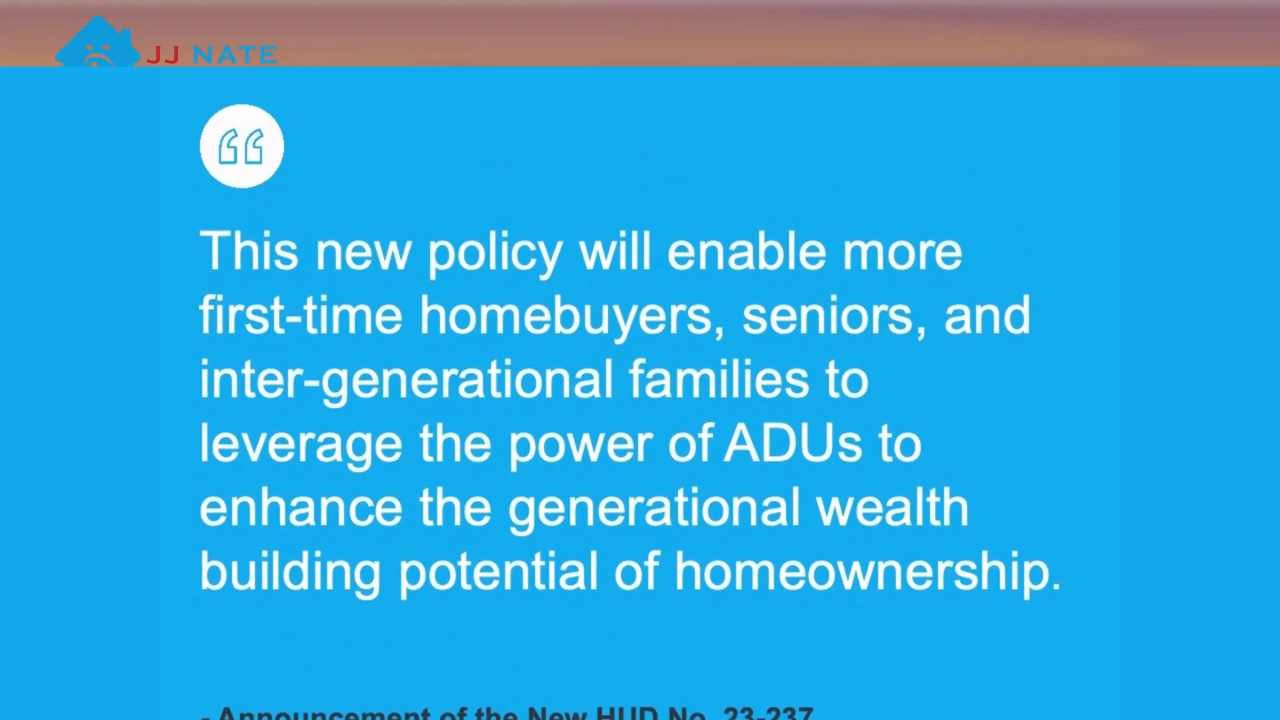 JJ NATE
This new policy will enable more
first-time homebuyers, seniors, and
inter-generational families to
leverage the power of ADUs to
enhance the generational wealth
building potential of homeownership.
- Announcement of the New HUD No. 23-237